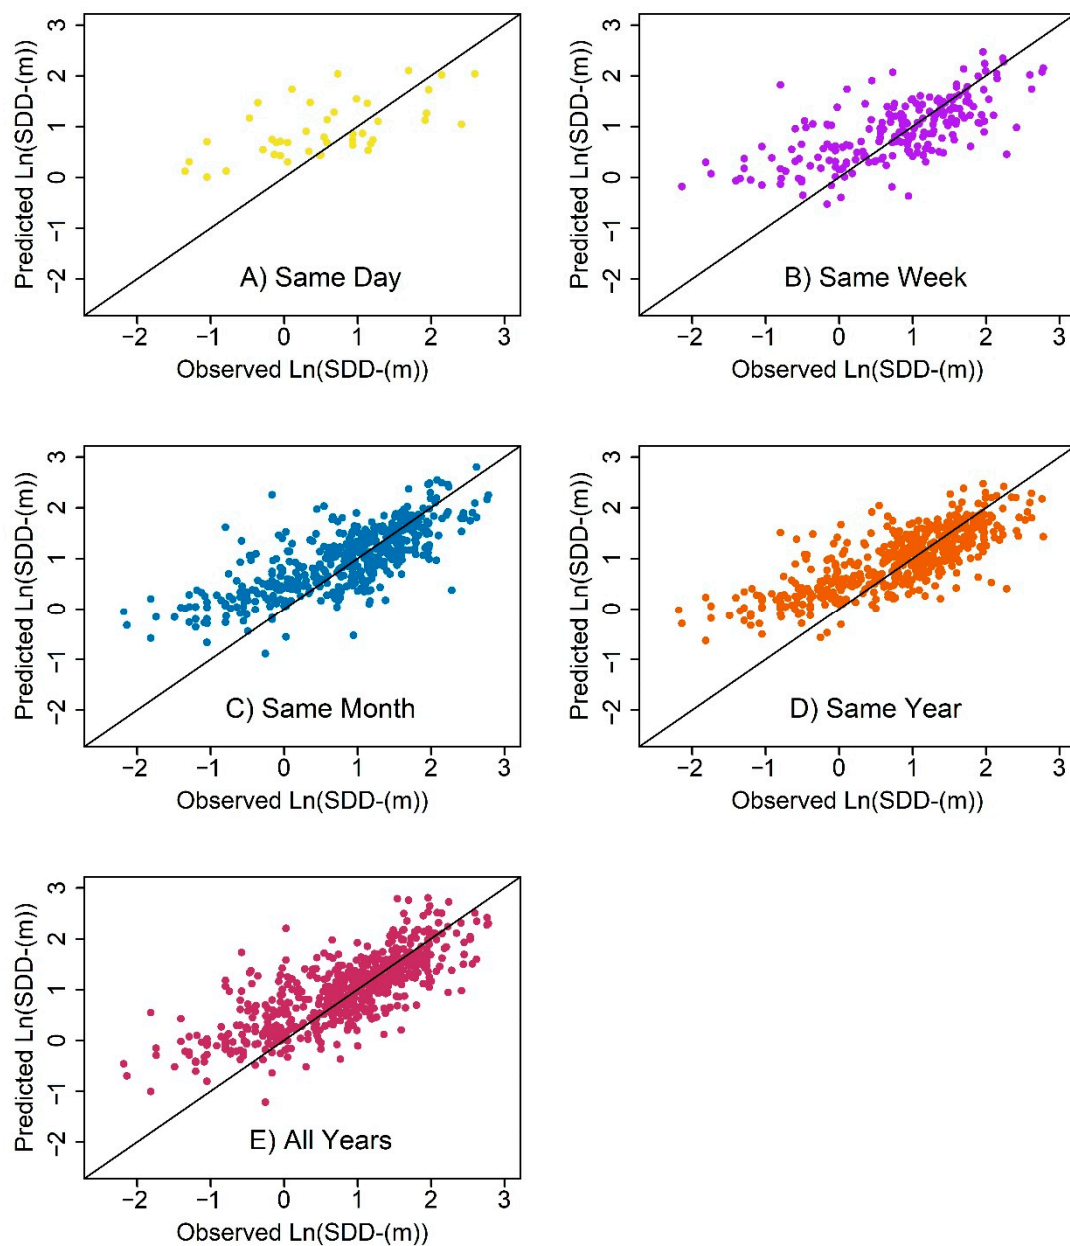 3
2
1
0
−1
−2
Predicted Ln(SDD-(m))
A) Same Day
−2 −1 0 1 2 3
Observed Ln(SDD-(m))
3
2
1
0
−1
−2
Predicted Ln(SDD-(m))
B) Same Week
−2 −1 0 1 2 3
Observed Ln(SDD-(m))
3
2
1
0
−1
−2
Predicted Ln(SDD-(m))
C) Same Month
−2 −1 0 1 2 3
Observed Ln(SDD-(m))
3
2
1
0
−1
−2
Predicted Ln(SDD-(m))
D) Same Year
−2 −1 0 1 2 3
Observed Ln(SDD-(m))
3
2
1
0
−1
−2
Predicted Ln(SDD-(m))
E) All Years
−2 −1 0 1 2 3
Observed Ln(SDD-(m))